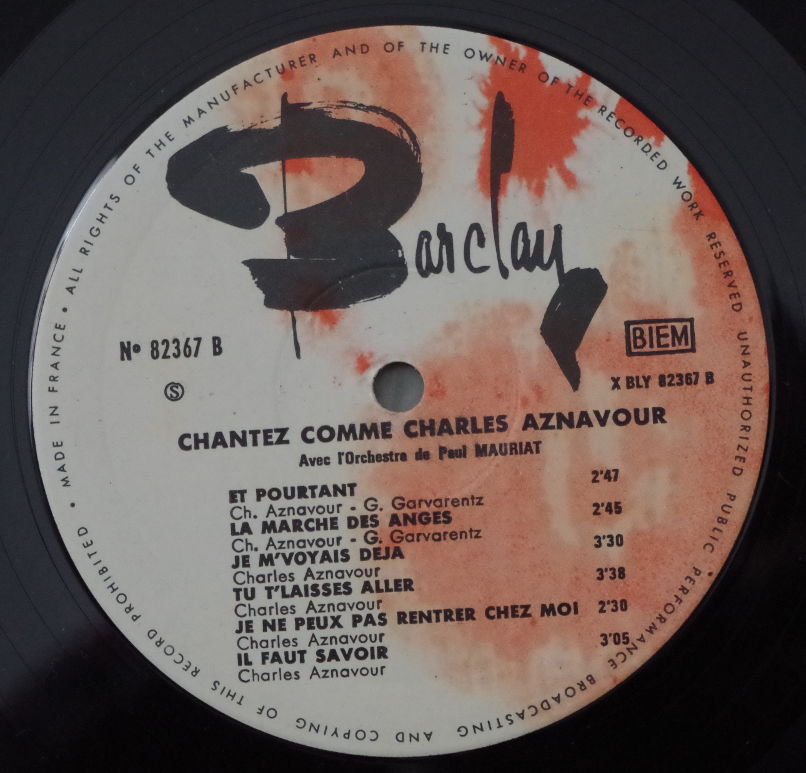 ALL RIGHTS OF THE MANUFACTURER AND OF THE OWNER OF THE RECORDED WORK RESERVED UNAUTHORIZED PUBLIC PERFORMANCE BROADCASTING AND COPYING OF THIS RECORD PROHIBITED • MADE IN FRANCE •
Barclay
Nº 82367 B
BIEM
Ⓢ
X BLY 82367 B
CHANTEZ COMME CHARLES AZNAVOUR
Avec l'Orchestre de Paul MAURIAT
ET POURTANT 2'47
Ch. Aznavour - G. Garvarentz
LA MARCHE DES ANGES 2'45
Ch. Aznavour - G. Garvarentz
JE M'VOYAIS DEJA 3'30
Charles Aznavour
TU T'LAISSES ALLER 3'38
Charles Aznavour
JE NE PEUX PAS RENTRER CHEZ MOI 2'30
Charles Aznavour
IL FAUT SAVOIR 3'05
Charles Aznavour